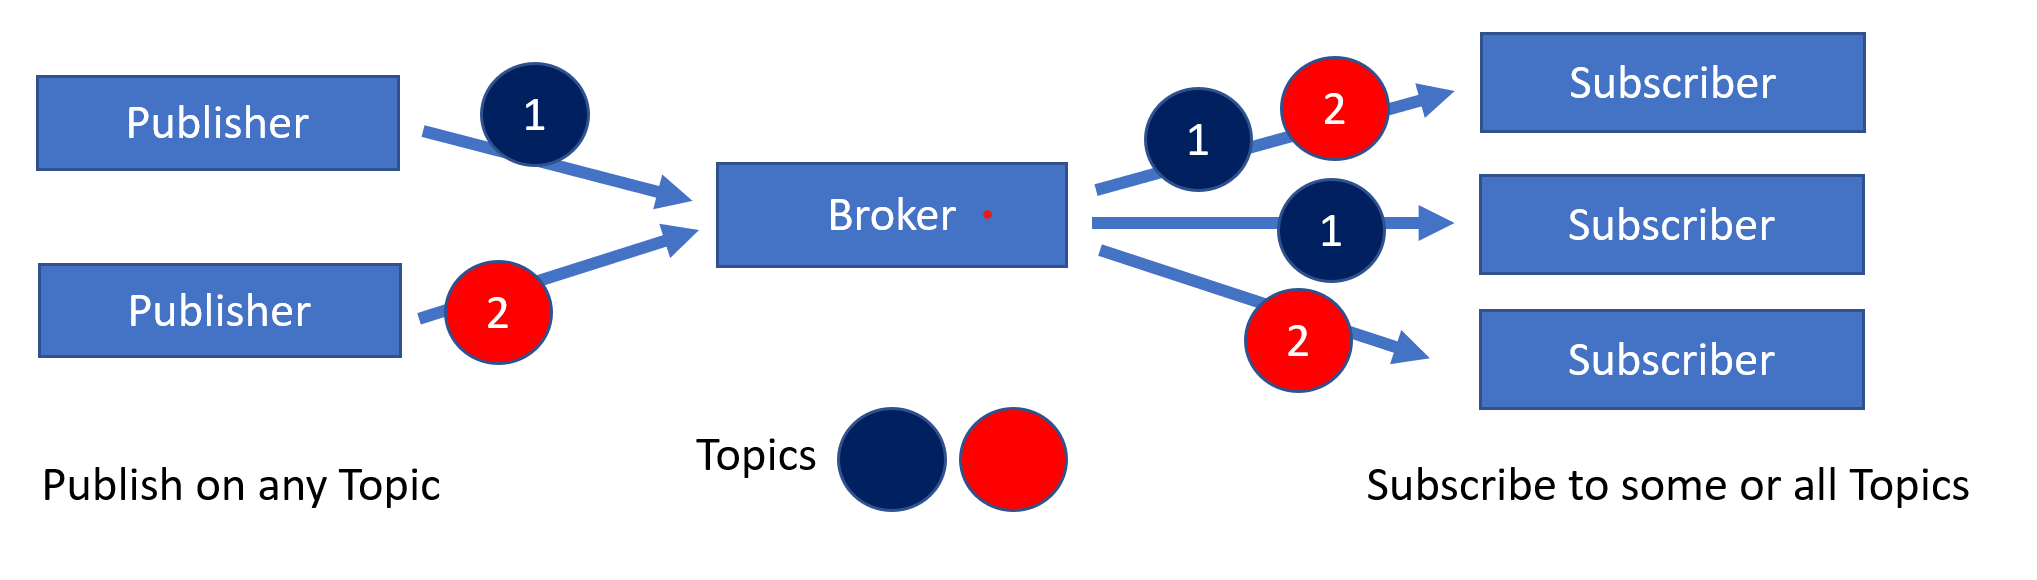 Publisher
1
Publisher
2
Broker
1
2
1
2
Subscriber
Subscriber
Subscriber
Topics
Publish on any Topic
Subscribe to some or all Topics